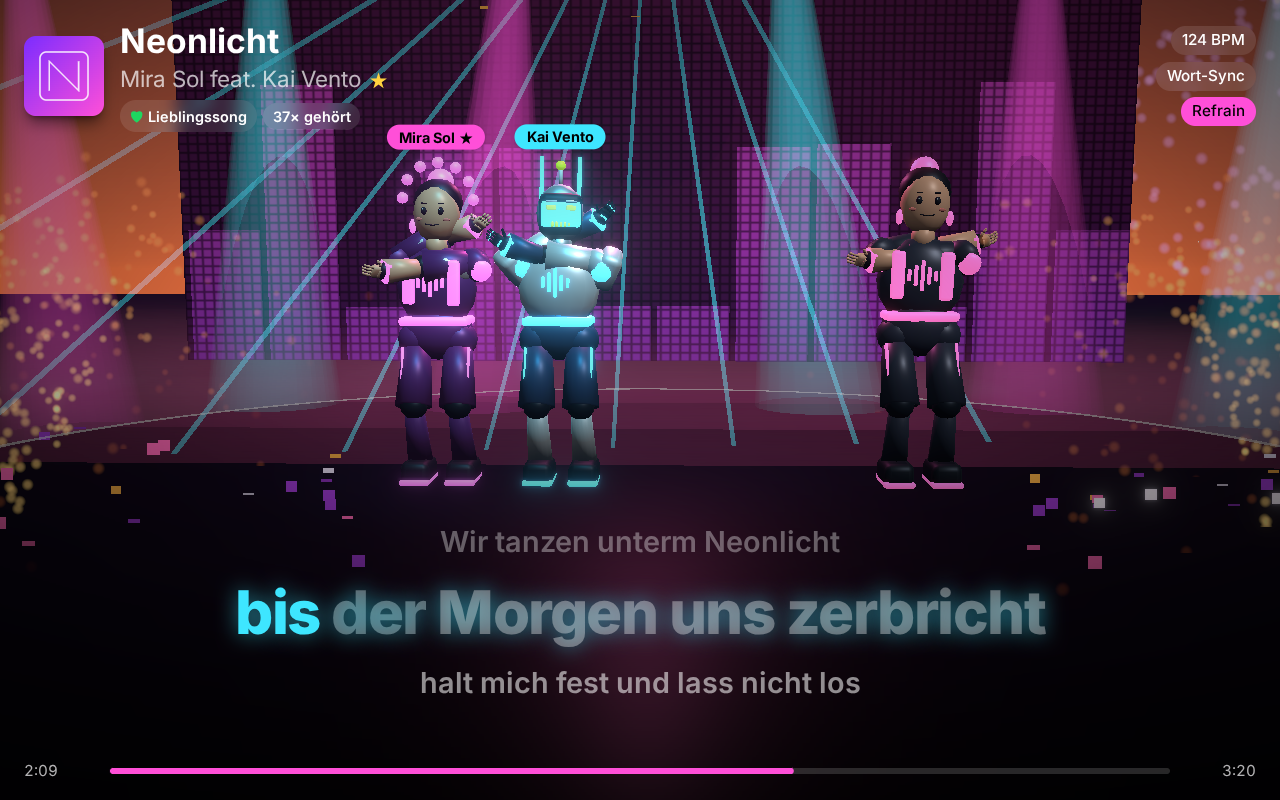 N
Neonlicht
Mira Sol feat. Kai Vento ⭐
Lieblingssong
37× gehört
124 BPM
Wort-Sync
Refrain
Mira Sol ★
Kai Vento
Wir tanzen unterm Neonlicht
bis der Morgen uns zerbricht
halt mich fest und lass nicht los
2:09
3:20